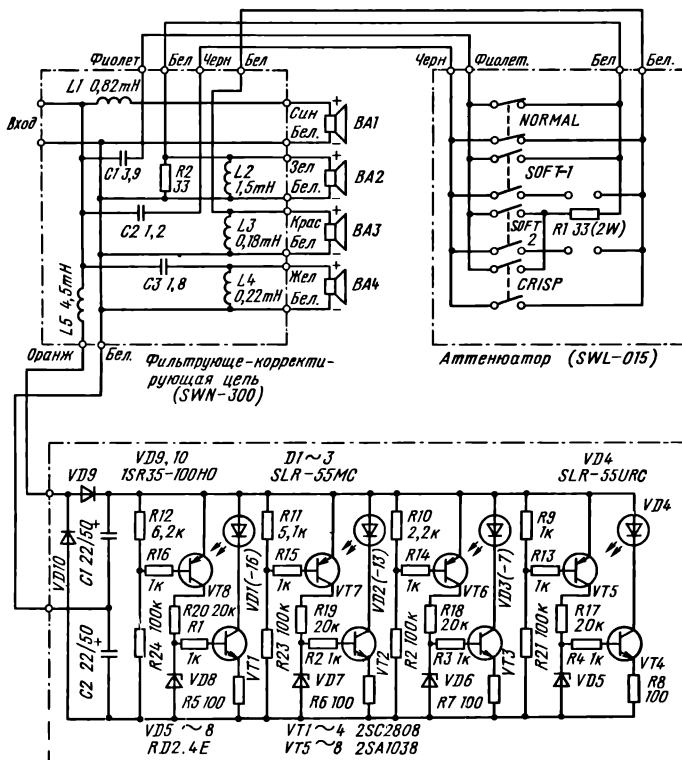 Фиолет
Бел
Черн
Бел
Черн
Фиолет.
Бел
Бел.
L1 0,82mH
Вход
C1 3,9
R2
33
L2
1,5mH
C2 1,2
L3
0,18mH
C3 1,8
L4
0,22mH
L5 4,5mH
Син
Бел.
Зел
Бел.
Крас
Бел
Жел
Бел.
+
−
+
−
+
−
+
−
BA1
BA2
BA3
BA4
NORMAL
SOFT-1
SOFT
2
R1 33(2W)
CRISP
Оранж
Бел.
Фильтрующе-корректи-
рующая цепь
(SWN-300)
Аттенюатор (SWL-015)
VD9
VD9,10
1SR35-100HO
D1~3
SLR-55MC
VD4
SLR-55URC
VD10
C1 22/50
+
C2 22/50
+
R12
6,2к
R16
1к
VT8
R20 20к
100к
R24
R1
1к
VD8
R5 100
VT1
VD1(-16)
R11
5,1к
R15
1к
VT7
R19
20к
R23 100к
R2 1к
VD7
R6 100
VT2
VD2(-13)
R10
2,2к
R14
1к
VT6
R18
20к
R2 100к
R3 1к
VD6
R7 100
VT3
VD3(-7)
R9
1к
R13
1к
VT5
R17
20к
R21 100к
R4 1к
VD5
VT4
R8
100
VD4
VD5 ~ 8
RD2.4E
VT1~4 2SC2808
VT5~8 2SA1038